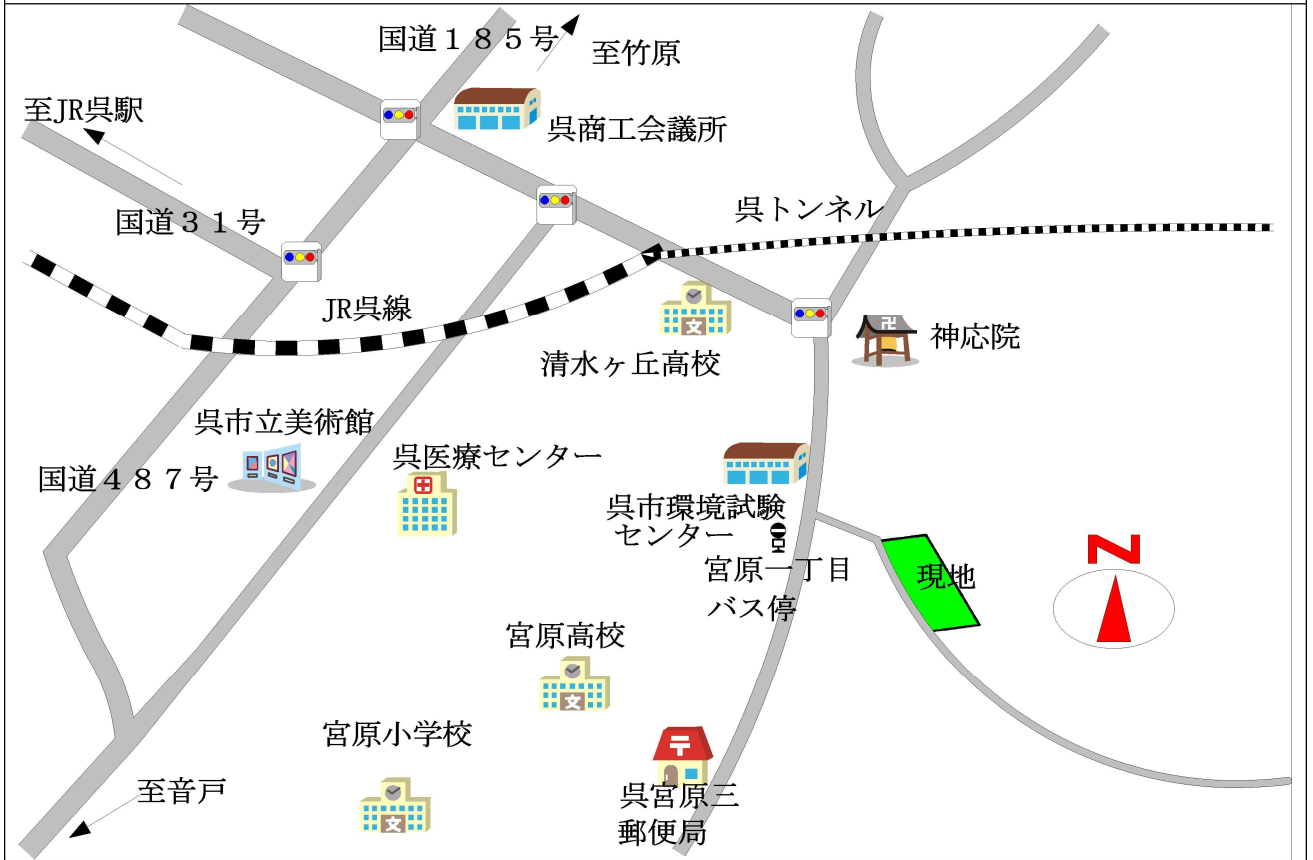 国道１８５号
至竹原
至JR呉駅
呉商工会議所
国道３１号
呉トンネル
JR呉線
卍
神応院
文
清水ヶ丘高校
呉市立美術館
呉医療センター
国道４８７号
呉市環境試験
センター
宮原一丁目
バス停
現地
N
宮原高校
文
宮原小学校
文
〒
呉宮原三
郵便局
至音戸